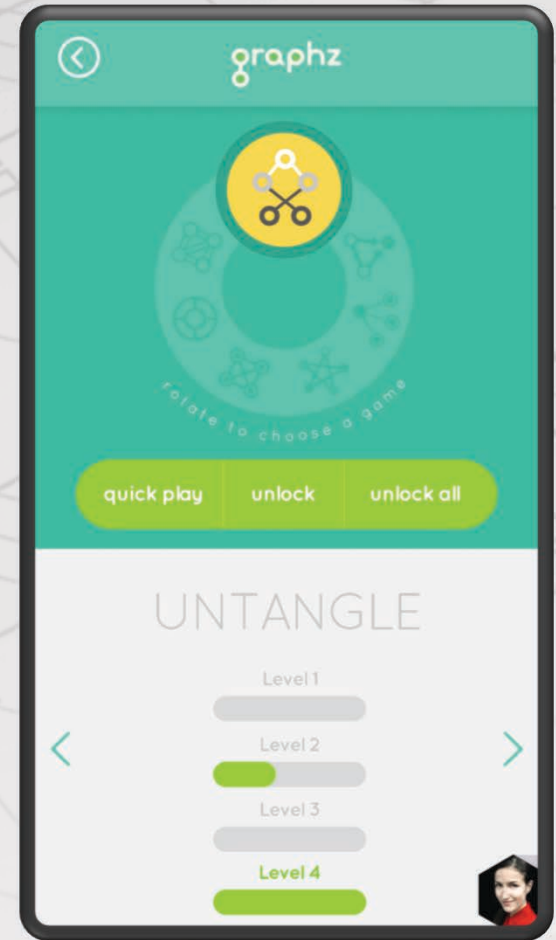 graphz
rotate to choose a game
quick play unlock unlock all
UNTANGLE
Level 1
Level 2
Level 3
Level 4